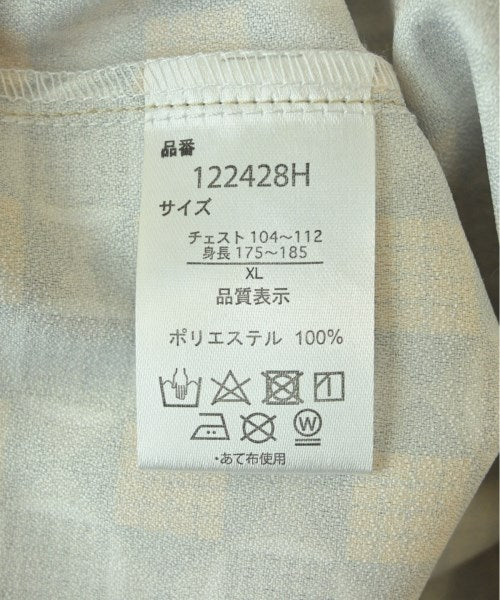 品番
122428H
サイズ
チェスト 104～112
身長 175～185
XL
品質表示
ポリエステル 100%
W
・あて布使用